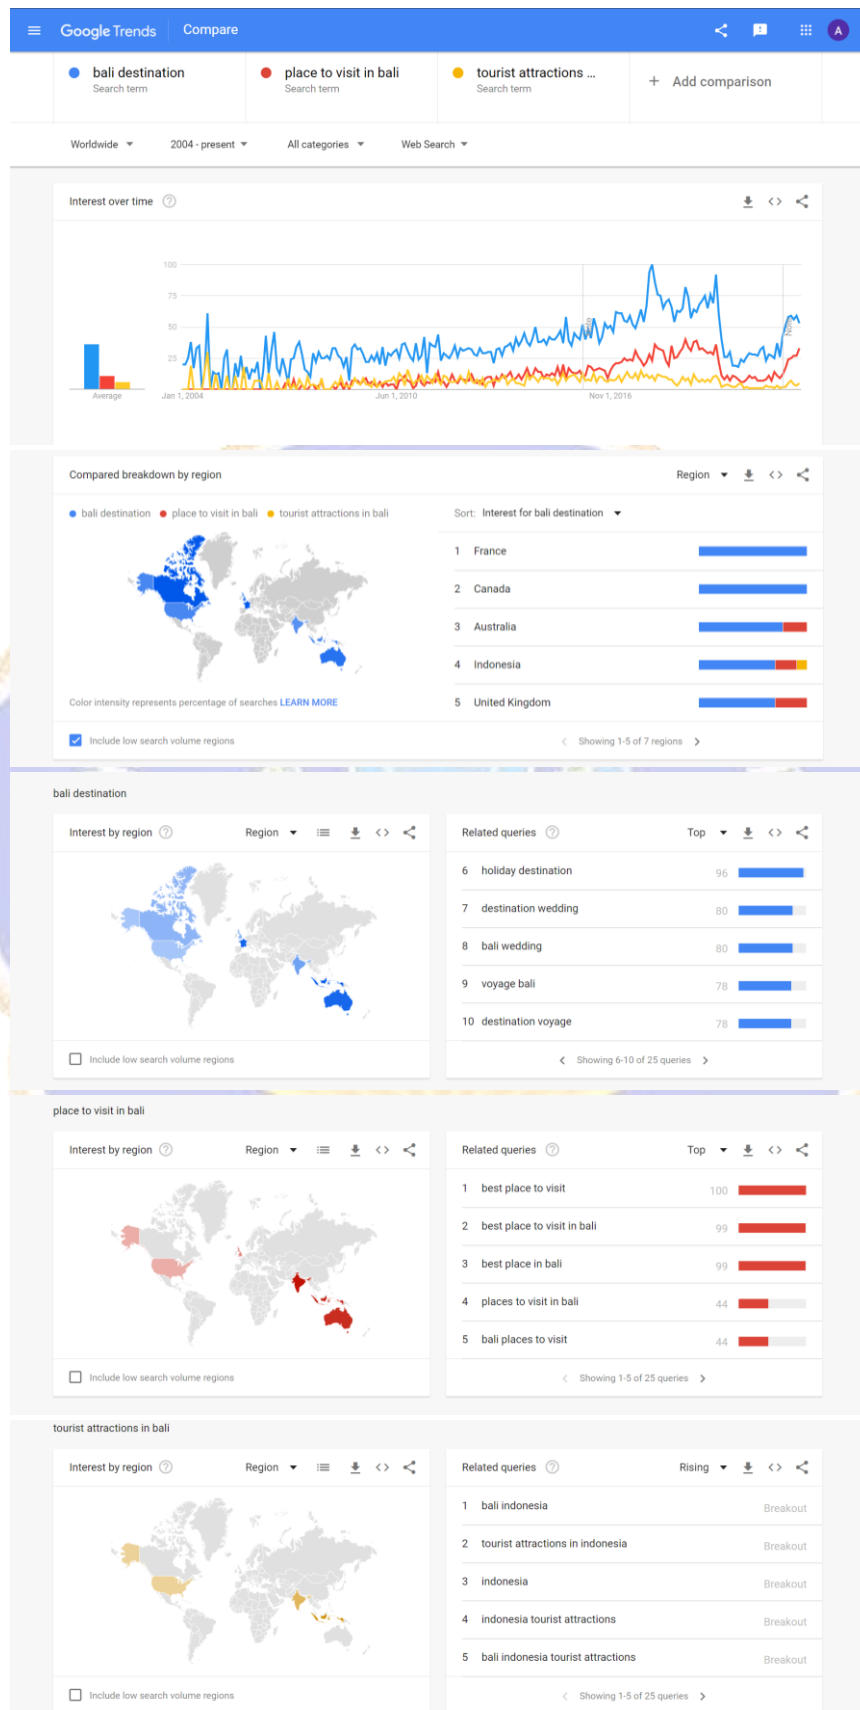 Google Trends Compare A
bali destination
Search term
place to visit in bali
Search term
tourist attractions ...
Search term
+ Add comparison
Worldwide 2004 - present All categories Web Search
Interest over time
100
75
50
25
Note
Note
Average Jan 1, 2004 Jun 1, 2010 Nov 1, 2016
Compared breakdown by region Region
bali destination place to visit in bali tourist attractions in bali
Sort: Interest for bali destination
1 France
2 Canada
3 Australia
4 Indonesia
5 United Kingdom
Color intensity represents percentage of searches LEARN MORE
Include low search volume regions
Showing 1-5 of 7 regions
bali destination
Interest by region Region
Include low search volume regions
Related queries Top
6 holiday destination 96
7 destination wedding 80
8 bali wedding 80
9 voyage bali 78
10 destination voyage 78
Showing 6-10 of 25 queries
place to visit in bali
Interest by region Region
Include low search volume regions
Related queries Top
1 best place to visit 100
2 best place to visit in bali 99
3 best place in bali 99
4 places to visit in bali 44
5 bali places to visit 44
Showing 1-5 of 25 queries
tourist attractions in bali
Interest by region Region
Include low search volume regions
Related queries Rising
1 bali indonesia Breakout
2 tourist attractions in indonesia Breakout
3 indonesia Breakout
4 indonesia tourist attractions Breakout
5 bali indonesia tourist attractions Breakout
Showing 1-5 of 25 queries